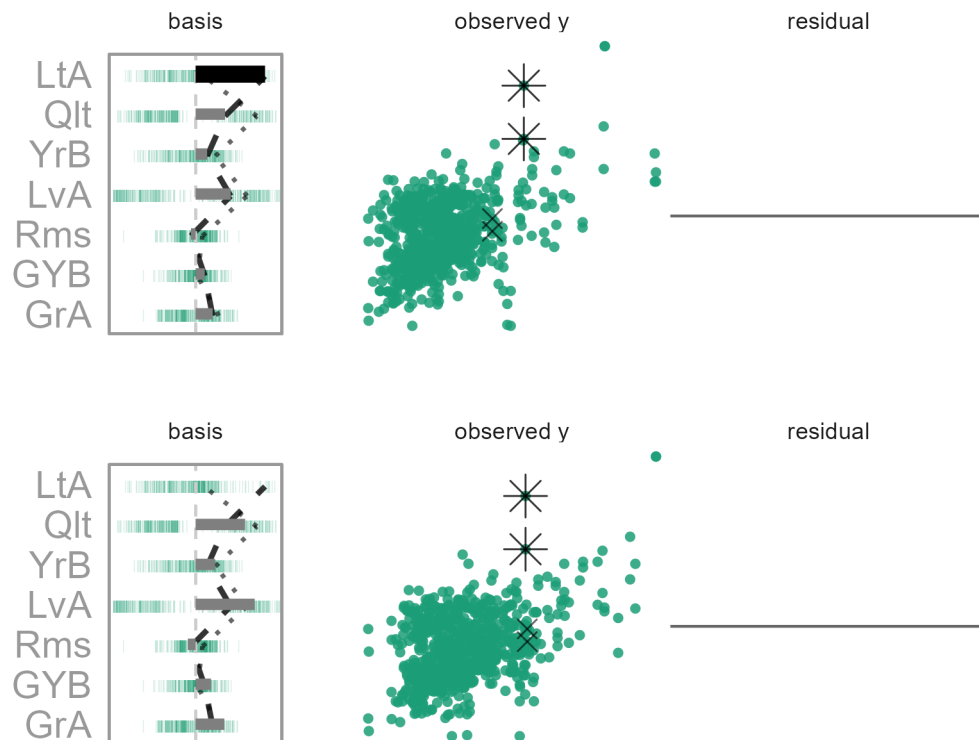 basis observed y residual
LtA
Qlt
YrB
LvA
Rms
GYB
GrA
basis observed y residual
LtA
Qlt
YrB
LvA
Rms
GYB
GrA